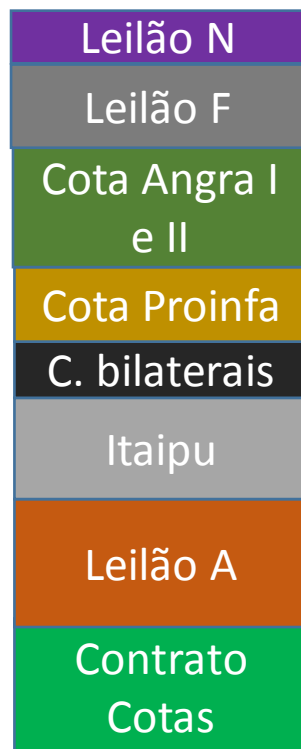 Leilão N
Leilão F
Cota Angra I
e II
Cota Proinfa
C. bilaterais
Itaipu
Leilão A
Contrato
Cotas